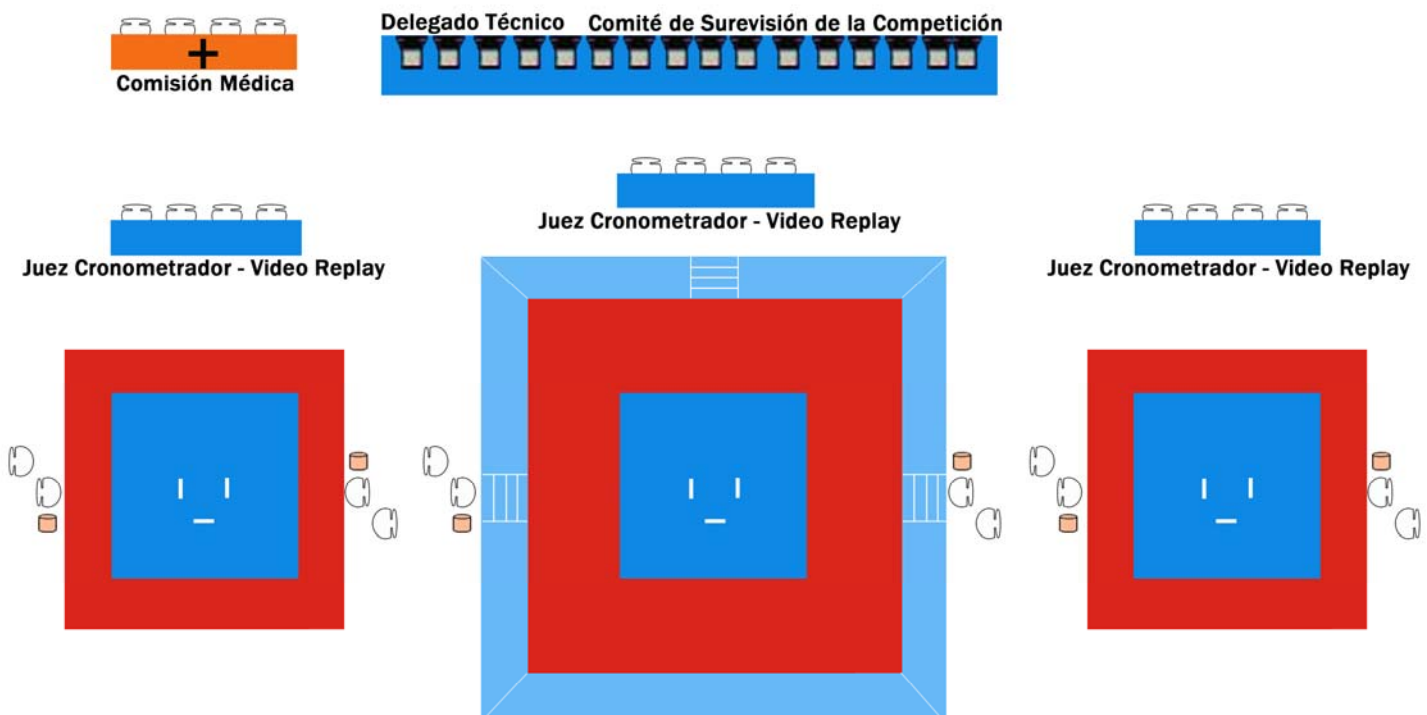 Delegado Técnico Comité de Surevisión de la Competición
Comisión Médica
Juez Cronometrador - Video Replay
Juez Cronometrador - Video Replay
Juez Cronometrador - Video Replay